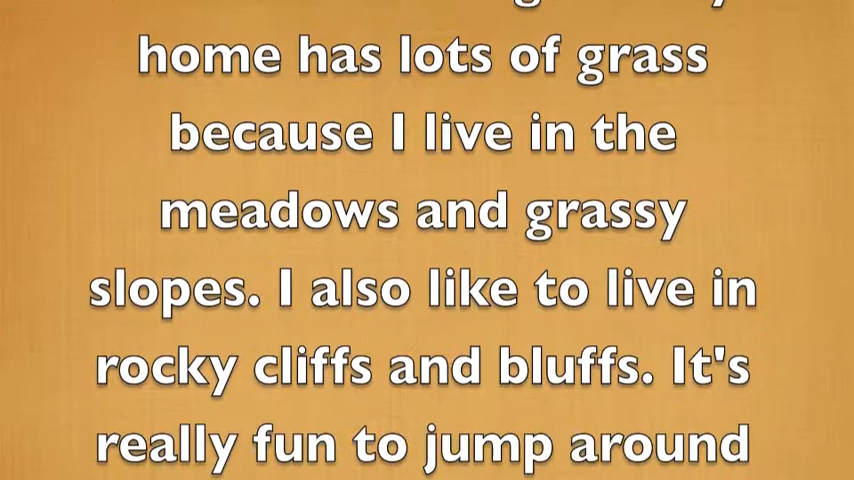 home has lots of grass
because I live in the
meadows and grassy
slopes. I also like to live in
rocky cliffs and bluffs. It's
really fun to jump around